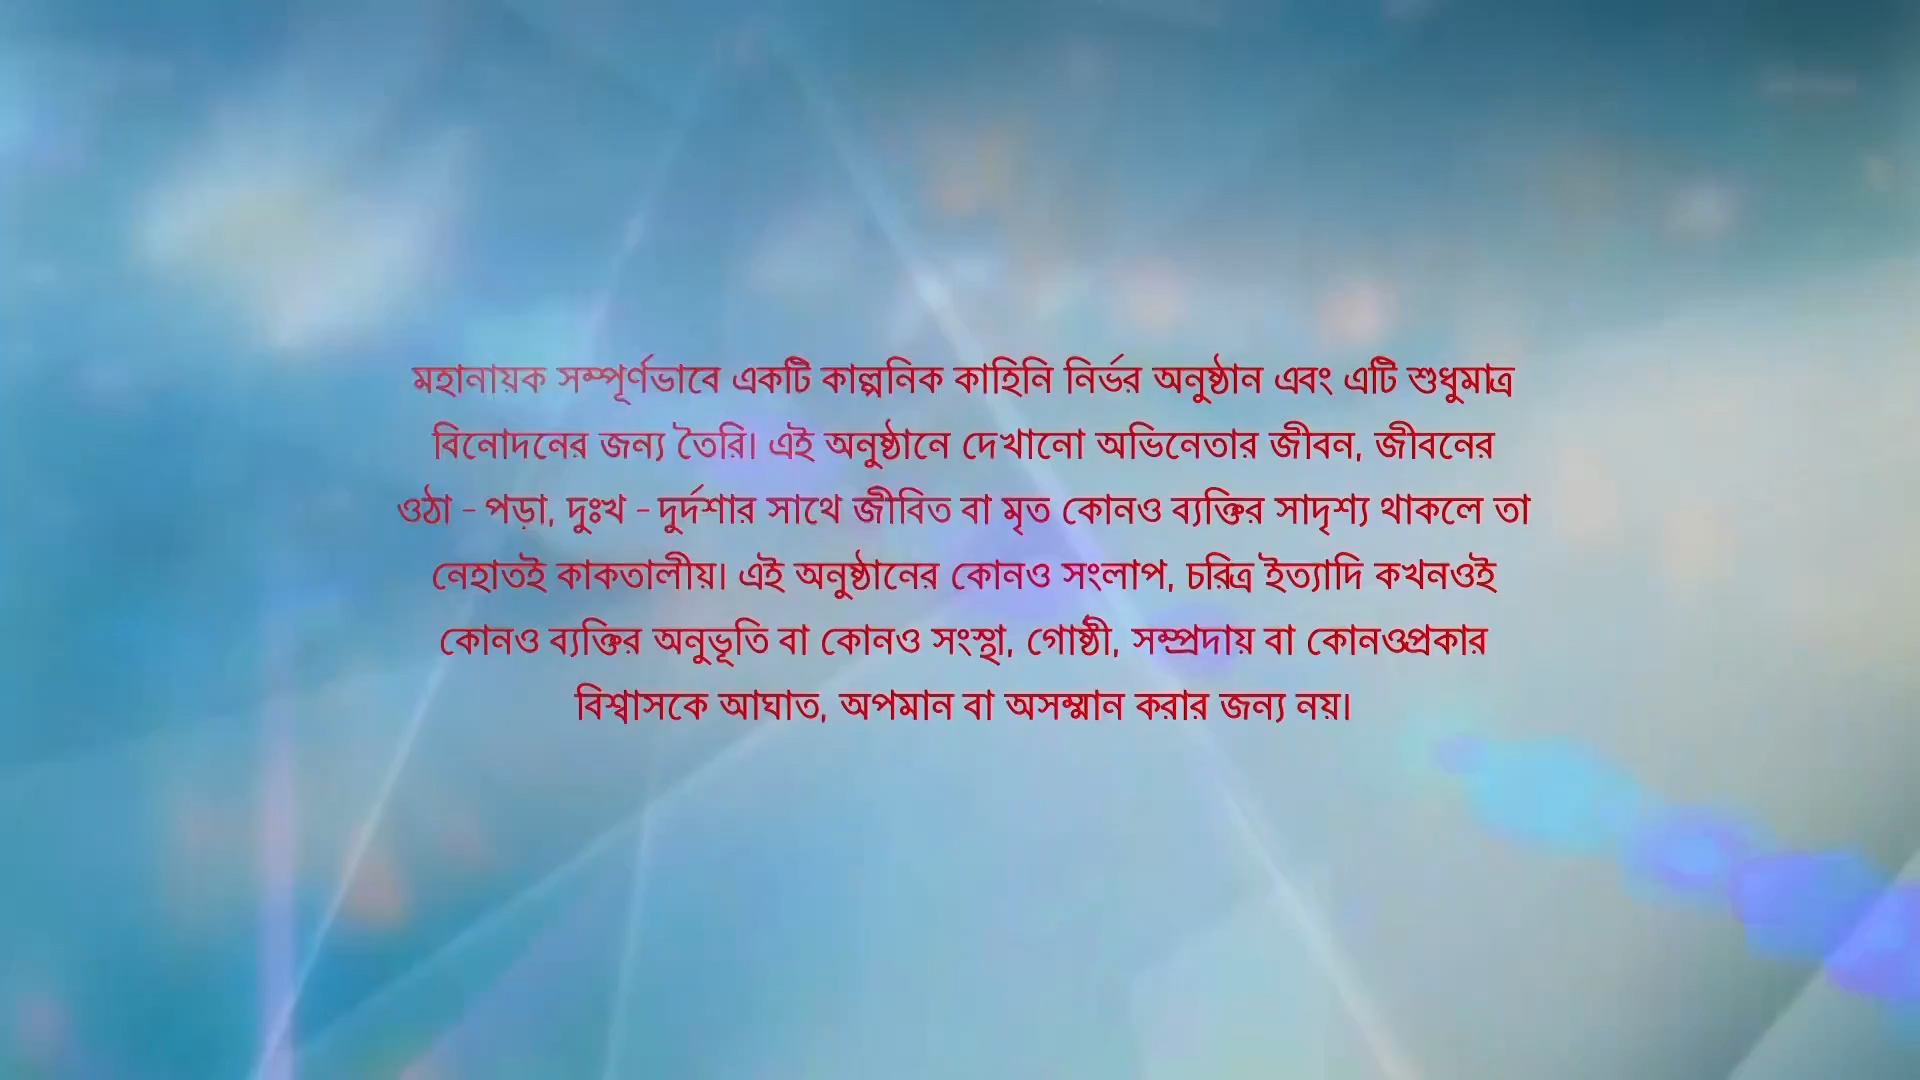 মহানায়ক সম্পূর্ণভাবে একটি কাল্পনিক কাহিনি নির্ভর অনুষ্ঠান এবং এটি শুধুমাত্র
বিনোদনের জন্য তৈরি। এই অনুষ্ঠানে দেখানো অভিনেতার জীবন, জীবনের
ওঠা - পড়া, দুঃখ - দুর্দশার সাথে জীবিত বা মৃত কোনও ব্যক্তির সাদৃশ্য থাকলে তা
নেহাতই কাকতালীয়। এই অনুষ্ঠানের কোনও সংলাপ, চরিত্র ইত্যাদি কখনওই
কোনও ব্যক্তির অনুভূতি বা কোনও সংস্থা, গোষ্ঠী, সম্প্রদায় বা কোনওপ্রকার
বিশ্বাসকে আঘাত, অপমান বা অসম্মান করার জন্য নয়।